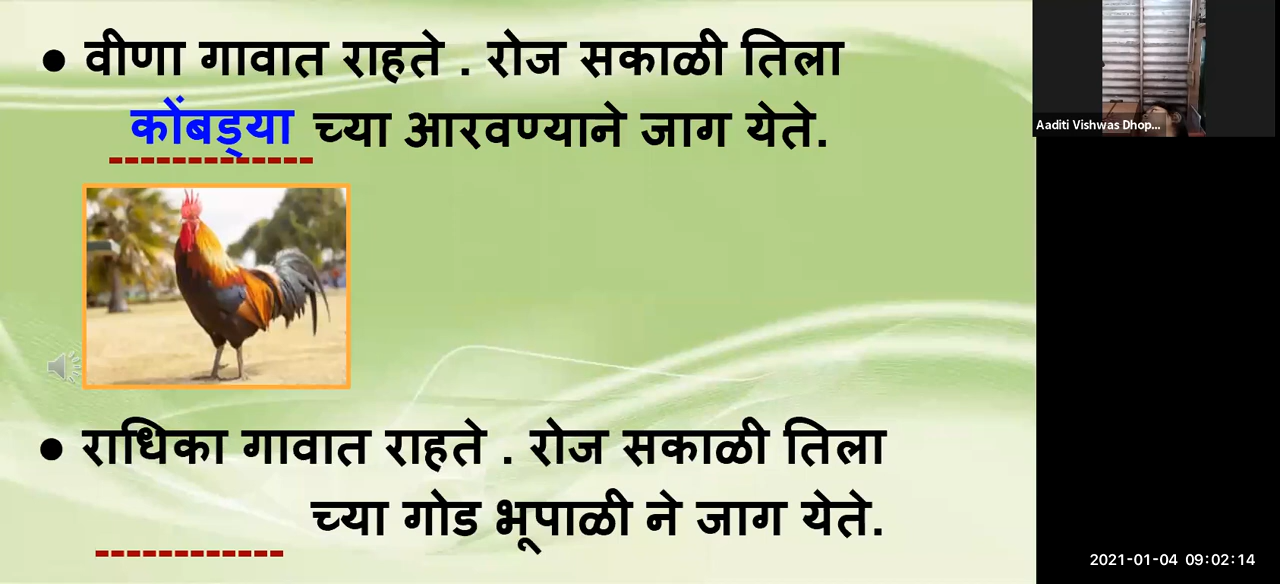 • वीणा गावात राहते . रोज सकाळी तिला
कोंबड्या च्या आरवण्याने जाग येते.
• राधिका गावात राहते . रोज सकाळी तिला
च्या गोड भूपाळी ने जाग येते.
Aaditi Vishwas Dhop...
2021-01-04 09:02:14